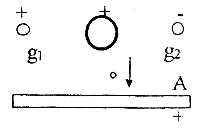 + + -
g1 g2
A
+